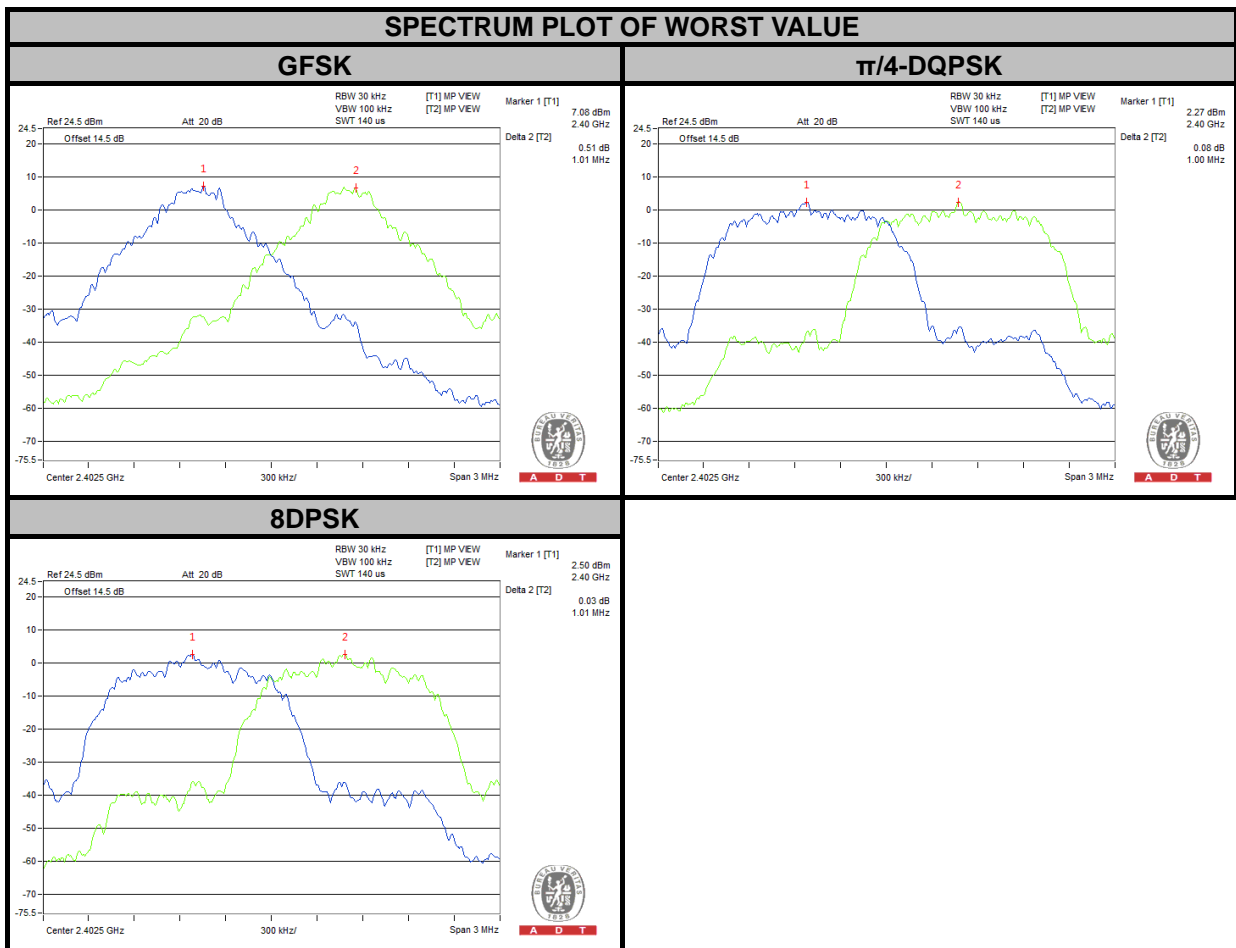 SPECTRUM PLOT OF WORST VALUE
GFSK
π/4-DQPSK
RBW 30 kHz [T1] MP VIEW
VBW 100 kHz [T2] MP VIEW
Ref 24.5 dBm Att 20 dB SWT 140 us
Marker 1 [T1]
7.08 dBm
2.40 GHz
Delta 2 [T2]
0.51 dB
1.01 MHz
Offset 14.5 dB
24.5
20
10
0
-10
-20
-30
-40
-50
-60
-70
-75.5
1
2
Center 2.4025 GHz 300 kHz/ Span 3 MHz
BUREAU VERITAS
1828
A D T
RBW 30 kHz [T1] MP VIEW
VBW 100 kHz [T2] MP VIEW
Ref 24.5 dBm Att 20 dB SWT 140 us
Marker 1 [T1]
2.27 dBm
2.40 GHz
Delta 2 [T2]
0.08 dB
1.00 MHz
Offset 14.5 dB
24.5
20
10
0
-10
-20
-30
-40
-50
-60
-70
-75.5
1
2
Center 2.4025 GHz 300 kHz/ Span 3 MHz
BUREAU VERITAS
1828
A D T
8DPSK
RBW 30 kHz [T1] MP VIEW
VBW 100 kHz [T2] MP VIEW
Ref 24.5 dBm Att 20 dB SWT 140 us
Marker 1 [T1]
2.50 dBm
2.40 GHz
Delta 2 [T2]
0.03 dB
1.01 MHz
Offset 14.5 dB
24.5
20
10
0
-10
-20
-30
-40
-50
-60
-70
-75.5
1
2
Center 2.4025 GHz 300 kHz/ Span 3 MHz
BUREAU VERITAS
1828
A D T